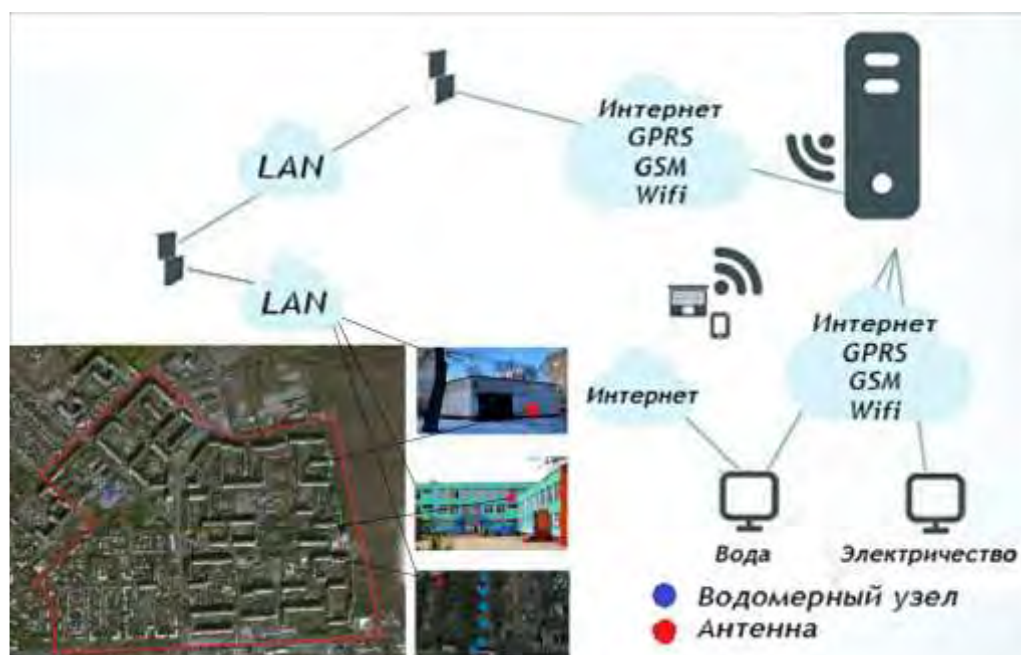 Интернет
GPRS
GSM
Wifi
LAN
LAN
Интернет
GPRS
GSM
Wifi
Интернет
Вода
Электричество
Водомерный узел
Антенна